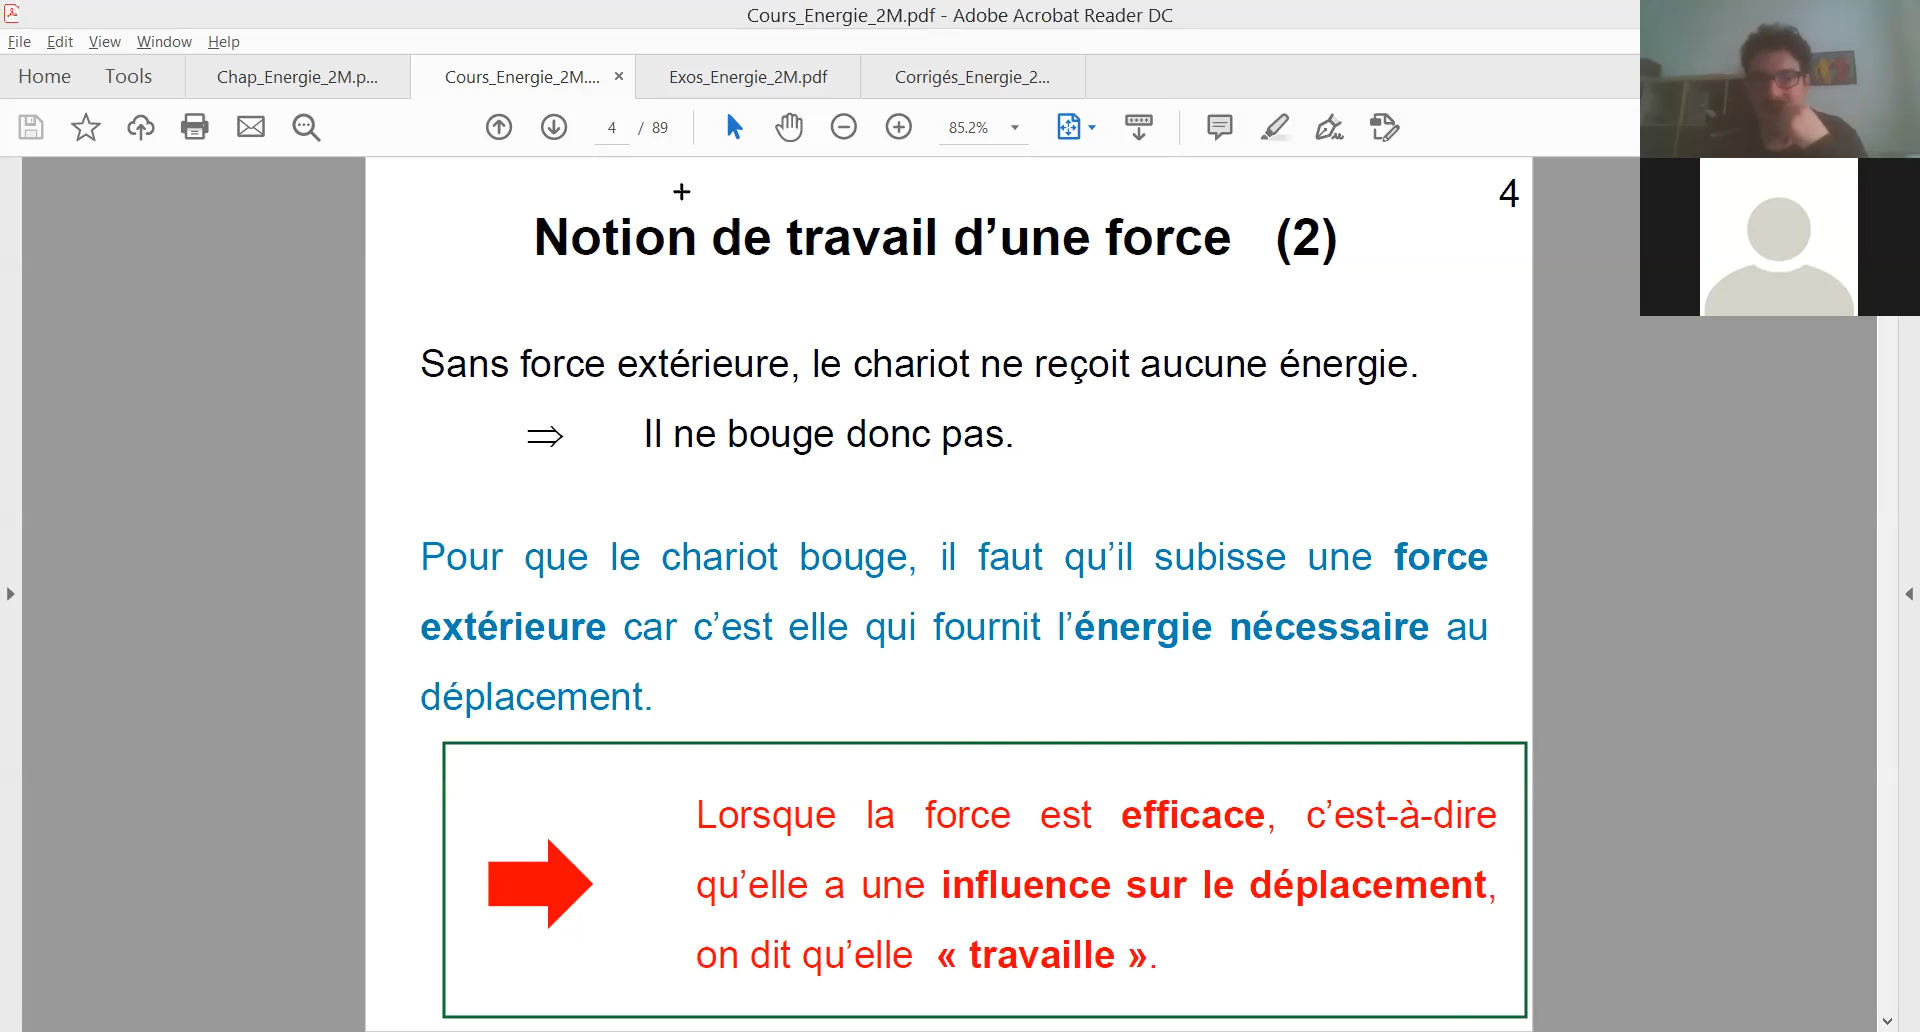 Cours_Energie_2M.pdf - Adobe Acrobat Reader DC
File Edit View Window Help
Home Tools Chap_Energie_2M.p... Cours_Energie_2M.... × Exos_Energie_2M.pdf Corrigés_Energie_2...
4 / 89 85.2%
4
Notion de travail d’une force (2)
Sans force extérieure, le chariot ne reçoit aucune énergie.
⇒ Il ne bouge donc pas.
Pour que le chariot bouge, il faut qu’il subisse une force
extérieure car c’est elle qui fournit l’énergie nécessaire au
déplacement.
Lorsque la force est efficace, c’est-à-dire
qu’elle a une influence sur le déplacement,
on dit qu’elle « travaille ».